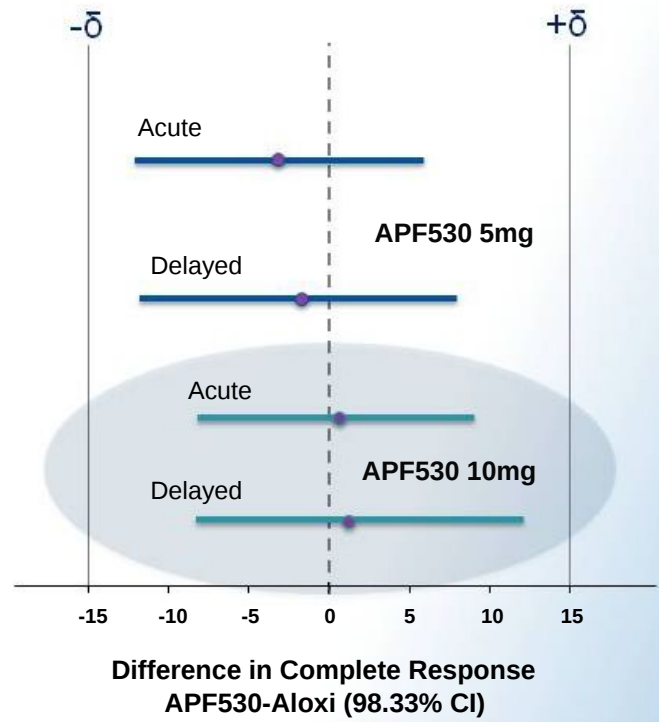 -δ̄ +δ̄
Acute
APF530 5mg
Delayed
Acute
APF530 10mg
Delayed
-15 -10 -5 0 5 10 15
Difference in Complete Response
APF530-Aloxi (98.33% CI)